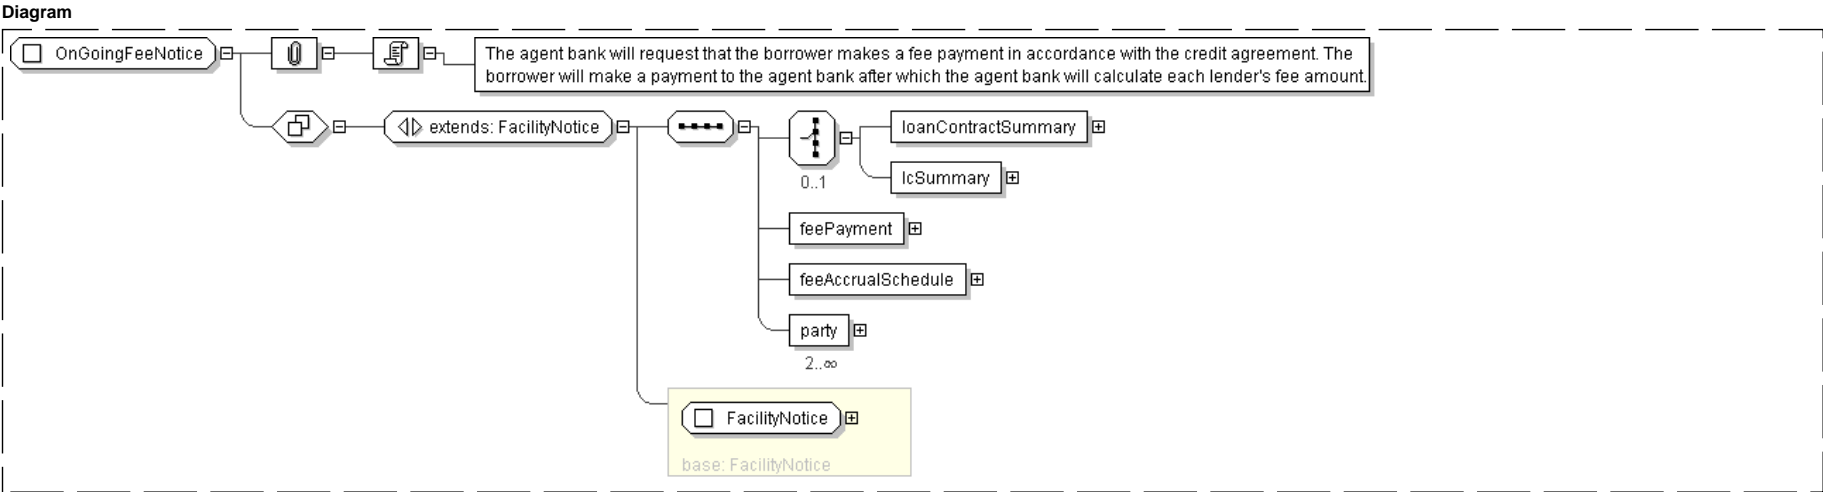 Diagram
OnGoingFeeNotice
The agent bank will request that the borrower makes a fee payment in accordance with the credit agreement. The
borrower will make a payment to the agent bank after which the agent bank will calculate each lender's fee amount.
extends: FacilityNotice
loanContractSummary
0..1
lcSummary
feePayment
feeAccrualSchedule
party
2..∞
FacilityNotice
base: FacilityNotice